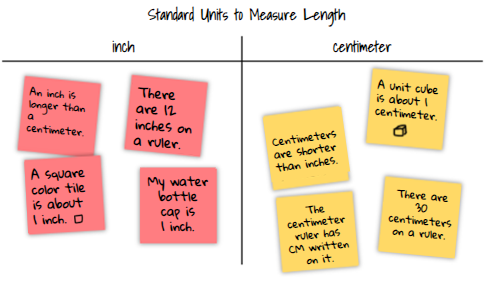 Standard Units to Measure Length
inch
centimeter
An inch is
longer than
a
centimeter.
There
are 12
inches on
a ruler.
A square
color tile
is about
1 inch.
My water
bottle
cap is
1 inch.
A unit cube
is about 1
centimeter.
Centimeters
are shorter
than inches.
The
centimeter
ruler has
CM written
on it.
There are
30
centimeters
on a ruler.